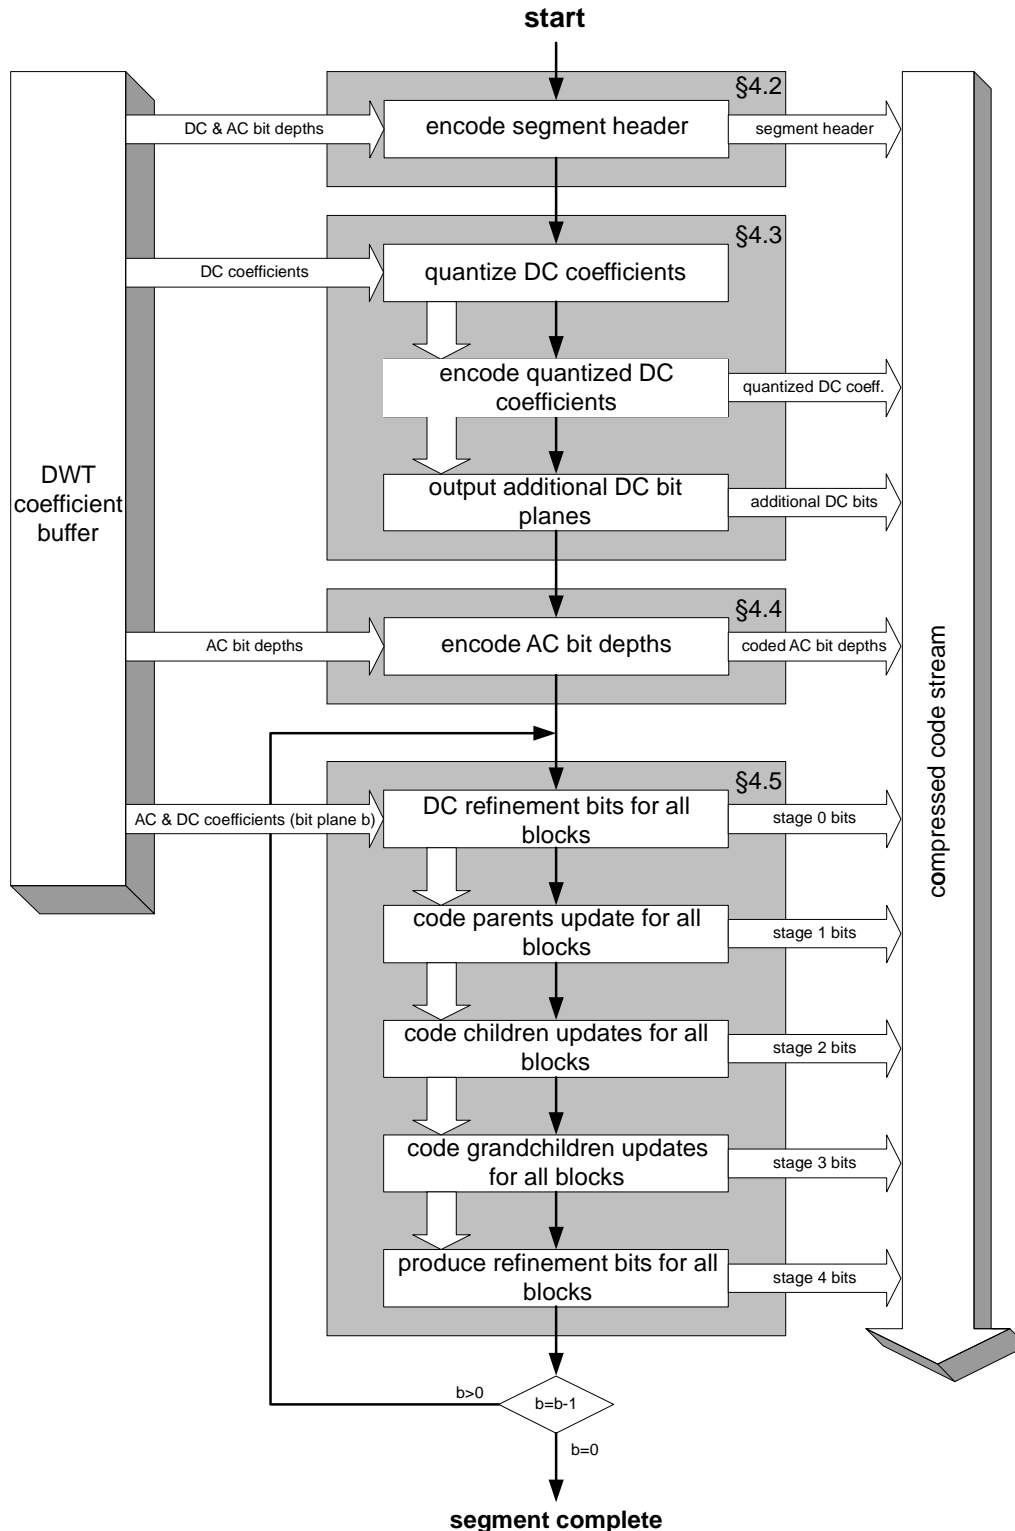 start
§4.2
DC & AC bit depths
encode segment header
segment header
§4.3
DC coefficients
quantize DC coefficients
encode quantized DC
coefficients
quantized DC coeff.
DWT
coefficient
buffer
output additional DC bit
planes
additional DC bits
§4.4
AC bit depths
encode AC bit depths
coded AC bit depths
compressed code stream
§4.5
AC & DC coefficients (bit plane b)
DC refinement bits for all
blocks
stage 0 bits
code parents update for all
blocks
stage 1 bits
code children updates for all
blocks
stage 2 bits
code grandchildren updates
for all blocks
stage 3 bits
produce refinement bits for all
blocks
stage 4 bits
b>0
b=b-1
b=0
segment complete